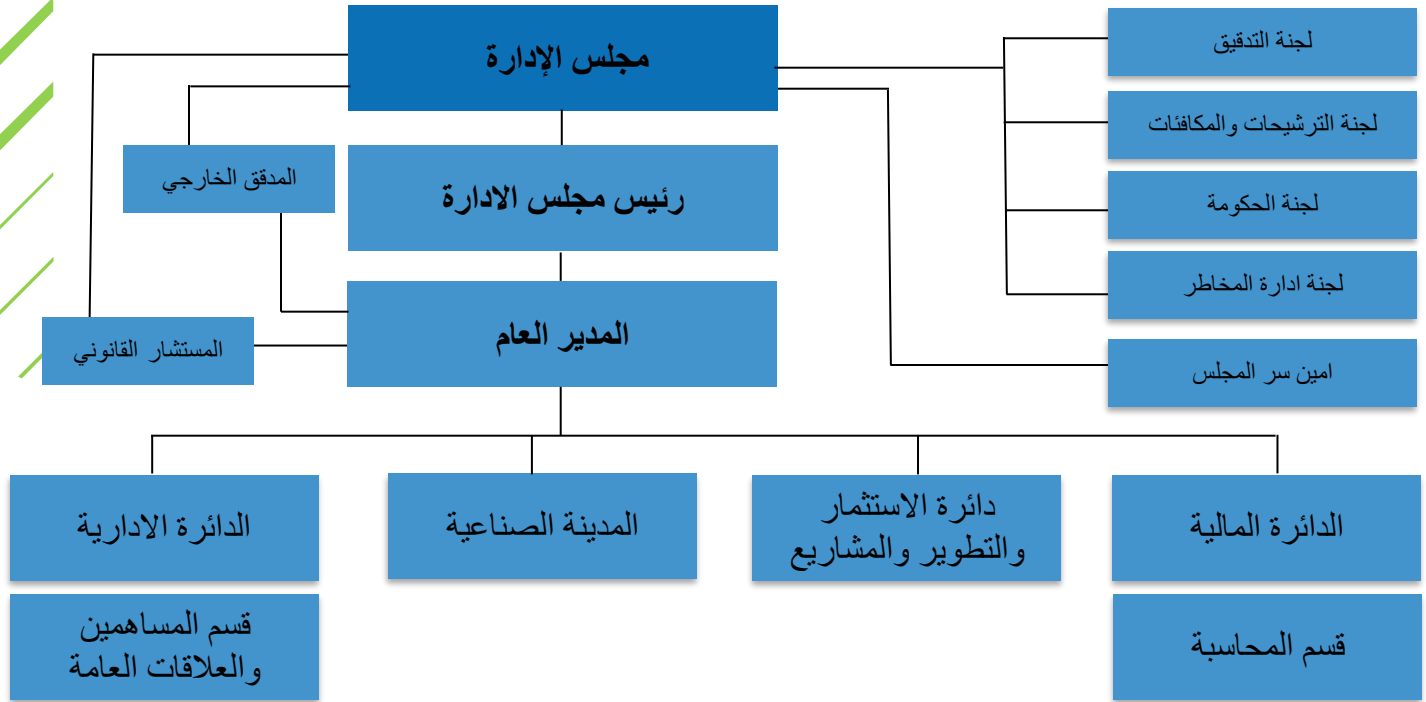 مجلس الإدارة
لجنة التدقيق
لجنة الترشيحات والمكافئات
المدقق الخارجي
رئيس مجلس الادارة
لجنة الحكومة
لجنة ادارة المخاطر
المدير العام
المستشار القانوني
امين سر المجلس
الدائرة المالية
دائرة الاستثمار
والتطوير والمشاريع
المدينة الصناعية
الدائرة الادارية
قسم المحاسبة
قسم المساهمين
والعلاقات العامة